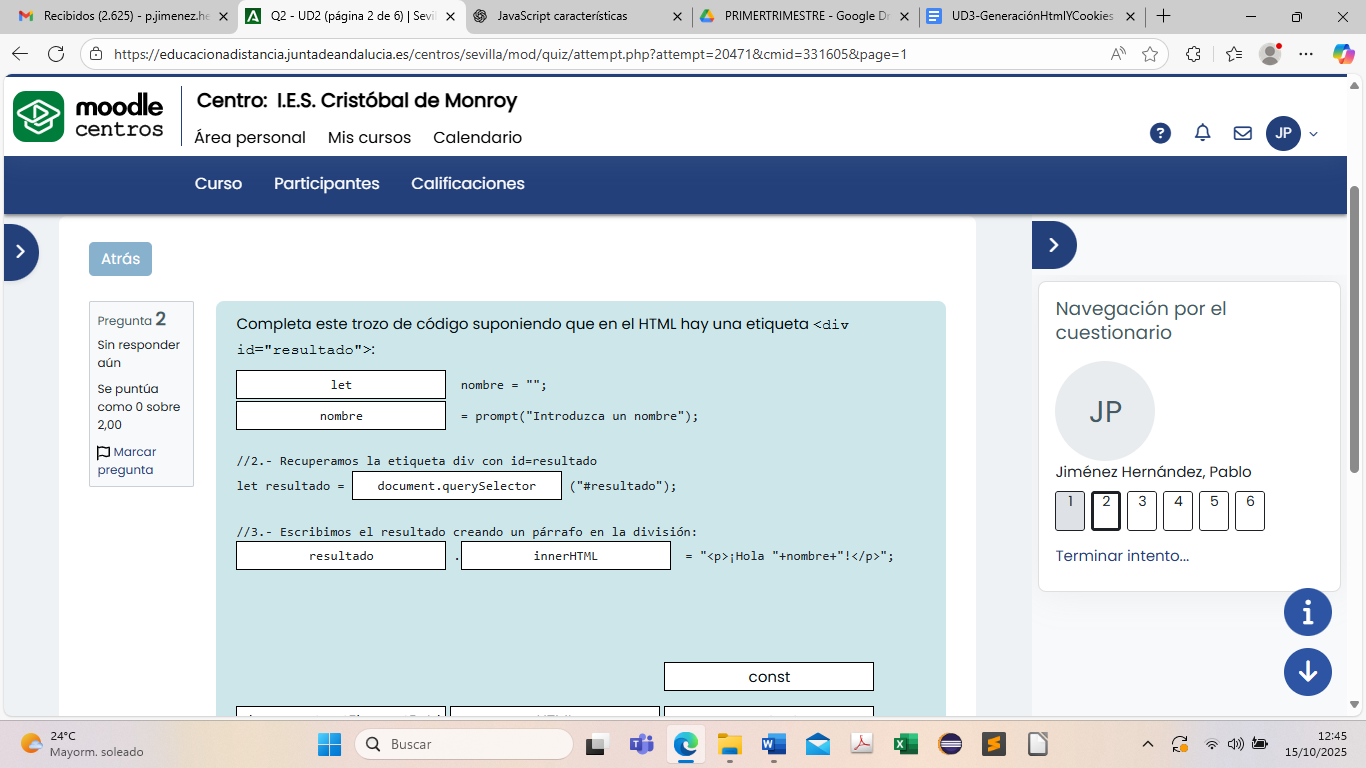 Recibidos (2.625) - p.jimenez.he
Q2 - UD2 (página 2 de 6) | Sevil
JavaScript características
PRIMERTRIMESTRE - Google Dr
UD3-GeneraciónHtmlYCookies
https://educacionadistancia.juntadeandalucia.es/centros/sevilla/mod/quiz/attempt.php?attempt=20471&cmid=331605&page=1
moodle
centros
Centro: I.E.S. Cristóbal de Monroy
Área personal Mis cursos Calendario
JP
Curso Participantes Calificaciones
Atrás
Pregunta 2
Sin responder
aún
Se puntúa
como 0 sobre
2,00
Marcar
pregunta
Completa este trozo de código suponiendo que en el HTML hay una etiqueta <div
id="resultado">:
let nombre = "";
nombre = prompt("Introduzca un nombre");
//2.- Recuperamos la etiqueta div con id=resultado
let resultado = document.querySelector ("#resultado");
//3.- Escribimos el resultado creando un párrafo en la división:
resultado . innerHTML = "<p>¡Hola "+nombre+"!</p>";
const
Navegación por el
cuestionario
JP
Jiménez Hernández, Pablo
1 2 3 4 5 6
Terminar intento...
24°C
Mayorm. soleado
Buscar
12:45
15/10/2025